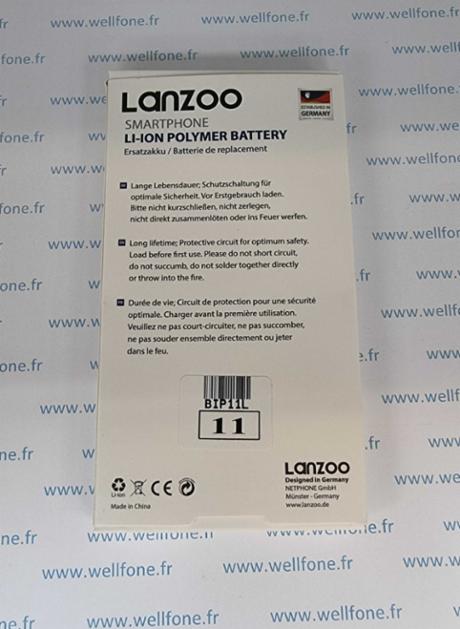 Lanzoo
SMARTPHONE
LI-ION POLYMER BATTERY
Ersatzakku / Batterie de replacement
ESTABLISHED IN
GERMANY
Lange Lebensdauer; Schutzschaltung für
optimale Sicherheit. Vor Erstgebrauch laden.
Bitte nicht kurzschließen, nicht zerlegen,
nicht direkt zusammenlöten oder ins Feuer werfen.
Long lifetime; Protective circuit for optimum safety.
Load before first use. Please do not short circuit,
do not succumb, do not solder together directly
or throw into the fire.
Durée de vie; Circuit de protection pour une sécurité
optimale. Charger avant la première utilisation.
Veuillez ne pas court-circuiter, ne pas succomber,
ne pas souder ensemble directement ou jeter
dans le feu.
BIP11L
11
Li-ion
CE
Made in China
Lanzoo
Designed in Germany
NETPHONE GmbH
Münster - Germany
www.lanzoo.de
www.wellfone.fr
www.wellfone.fr
www.wellfone.fr
www.wellfone.fr
www.wellfone.fr
www.wellfone.fr